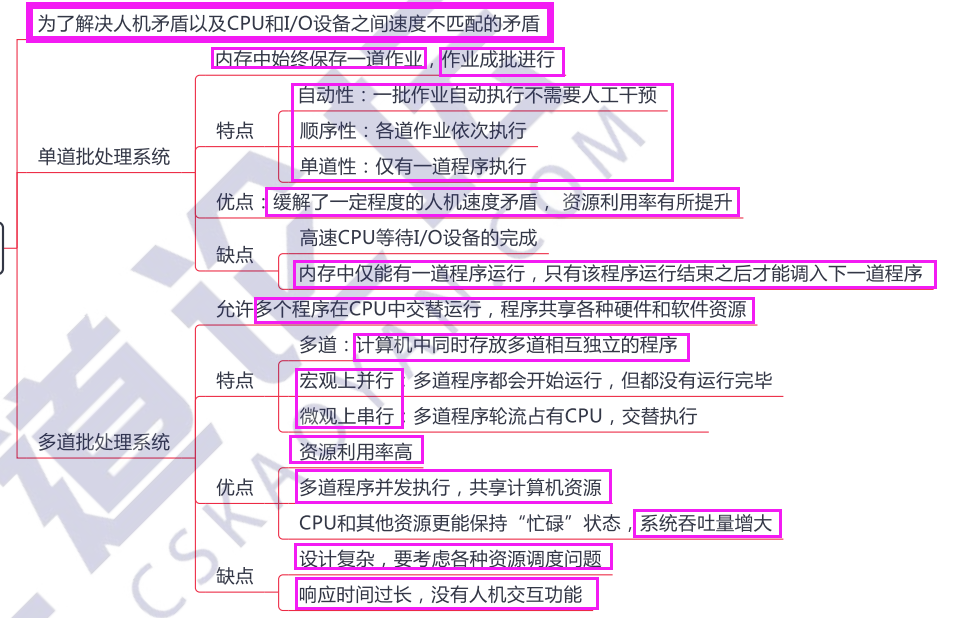 为了解决人机矛盾以及CPU和I/O设备之间速度不匹配的矛盾
内存中始终保存一道作业，作业成批进行
自动性：一批作业自动执行不需要人工干预
特点
顺序性：各道作业依次执行
单道批处理系统
单道性：仅有一道程序执行
优点：缓解了一定程度的人机速度矛盾， 资源利用率有所提升
高速CPU等待I/O设备的完成
缺点
内存中仅能有一道程序运行，只有该程序运行结束之后才能调入下一道程序
允许多个程序在CPU中交替运行，程序共享各种硬件和软件资源
多道：计算机中同时存放多道相互独立的程序
特点
宏观上并行：多道程序都会开始运行，但都没有运行完毕
微观上串行：多道程序轮流占有CPU，交替执行
多道批处理系统
资源利用率高
优点
多道程序并发执行，共享计算机资源
CPU和其他资源更能保持“忙碌”状态，系统吞吐量增大
设计复杂，要考虑各种资源调度问题
缺点
响应时间过长，没有人机交互功能
道论坛
CSKAOYAN.COM